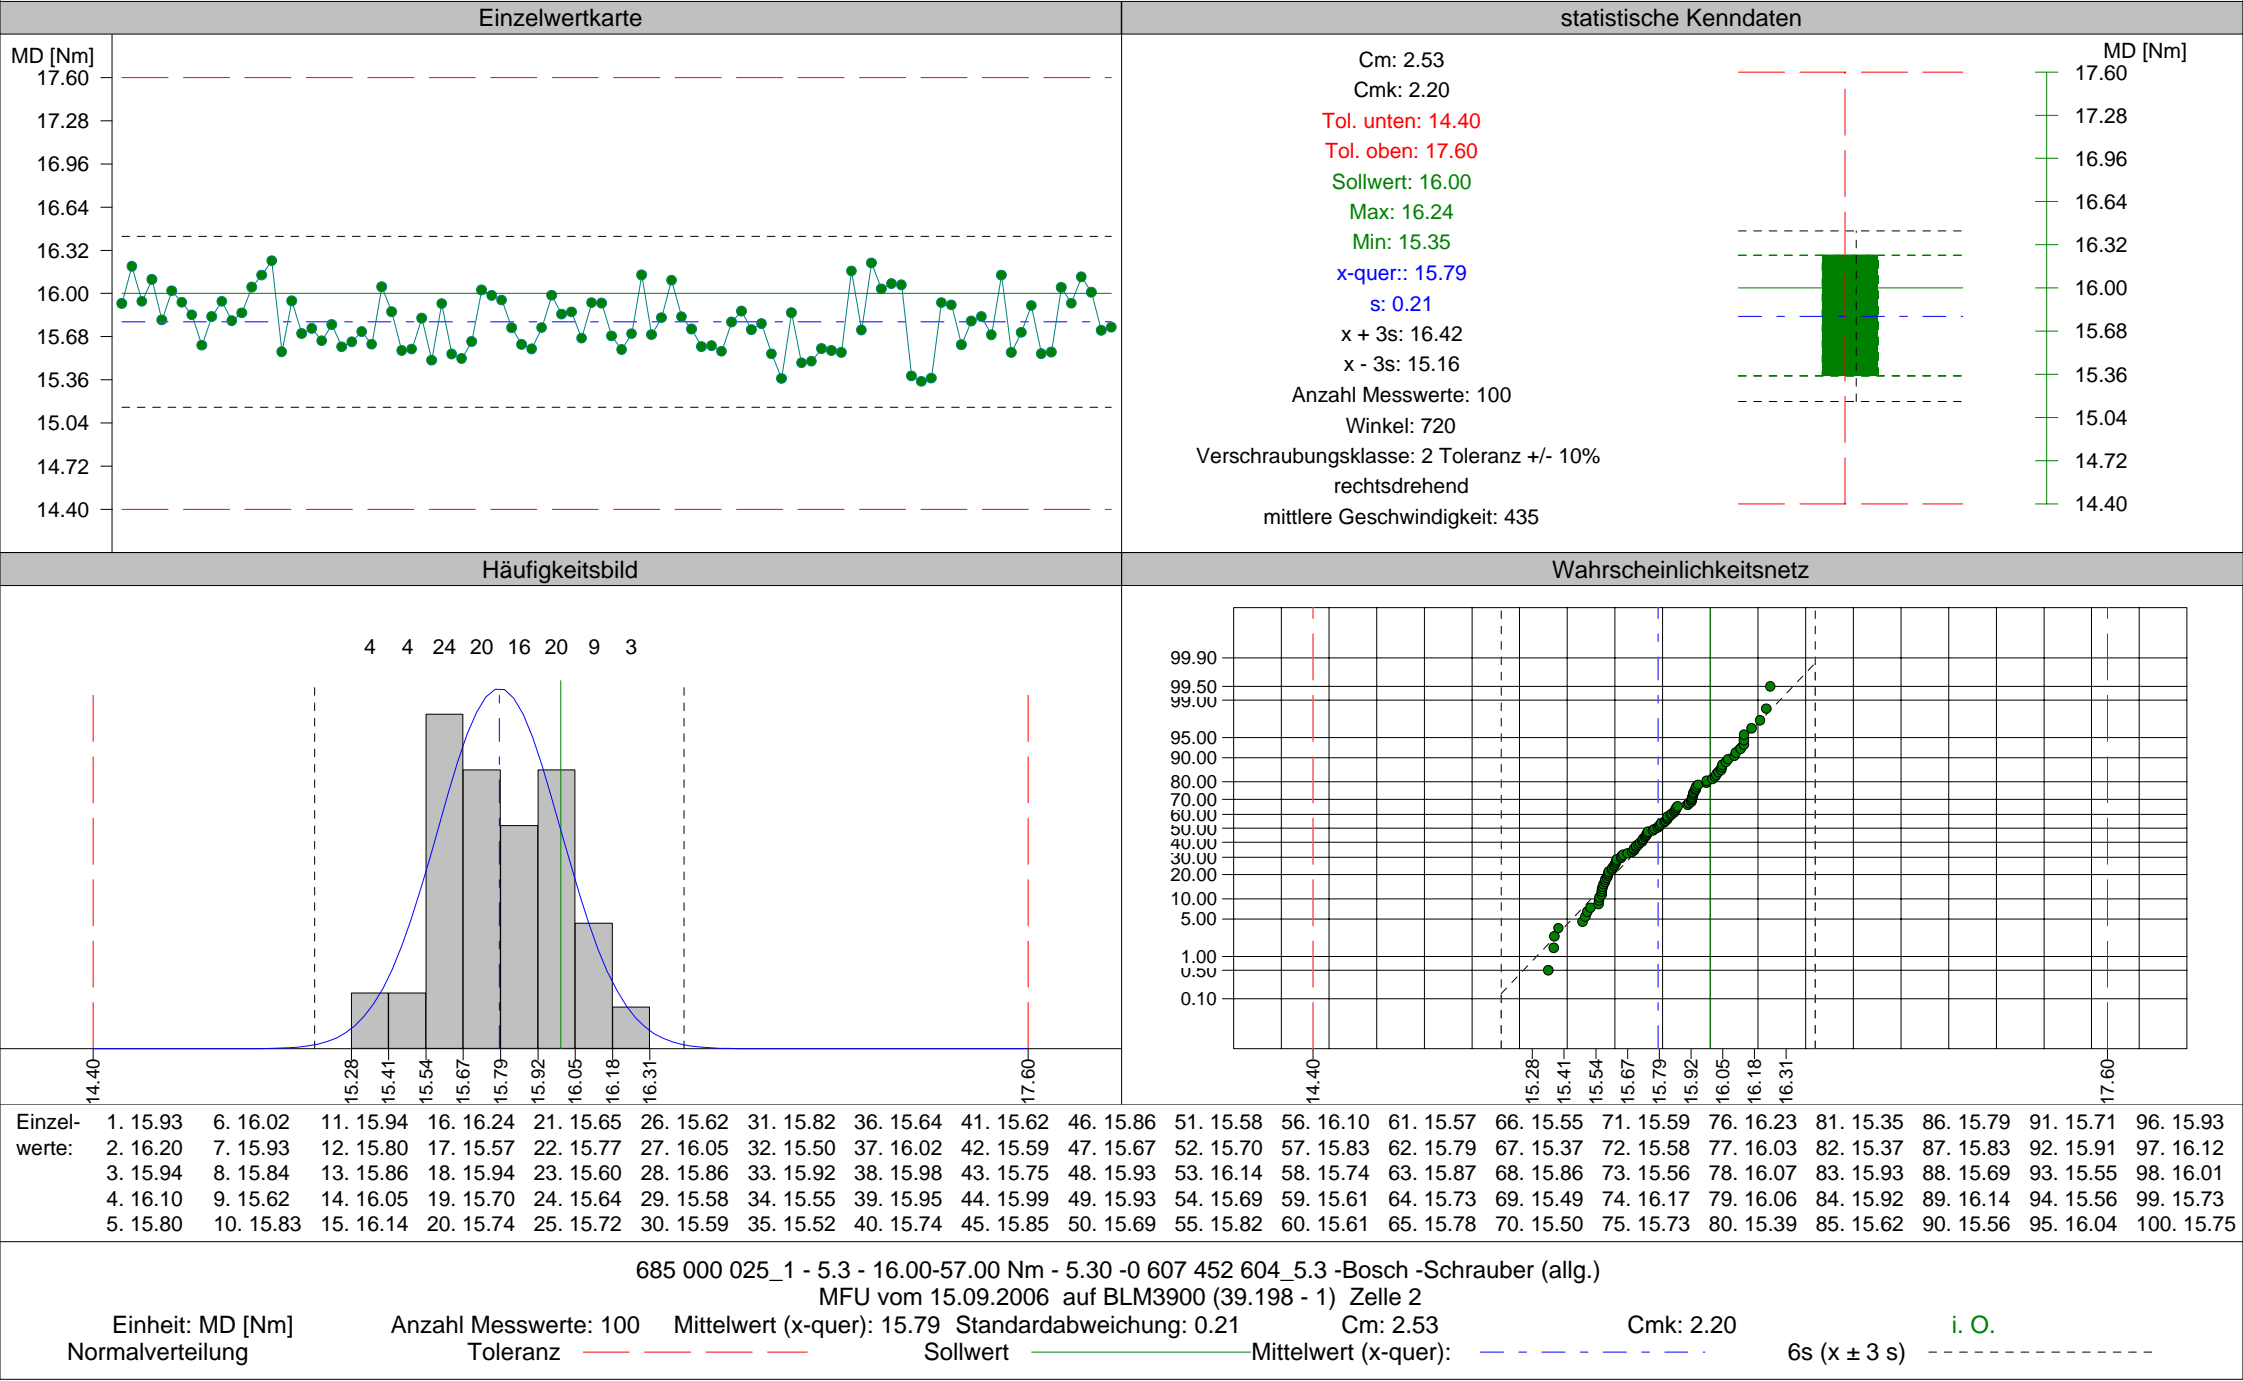 Einzelwertkarte
MD [Nm]
17.60
17.28
16.96
16.64
16.32
16.00
15.68
15.36
15.04
14.72
14.40
statistische Kenndaten
Cm: 2.53
Cmk: 2.20
Tol. unten: 14.40
Tol. oben: 17.60
Sollwert: 16.00
Max: 16.24
Min: 15.35
x-quer:: 15.79
s: 0.21
x + 3s: 16.42
x - 3s: 15.16
Anzahl Messwerte: 100
Winkel: 720
Verschraubungsklasse: 2 Toleranz +/- 10%
rechtsdrehend
mittlere Geschwindigkeit: 435
MD [Nm]
17.60
17.28
16.96
16.64
16.32
16.00
15.68
15.36
15.04
14.72
14.40
Häufigkeitsbild
4 4 24 20 16 20 9 3
14.40 15.28 15.41 15.54 15.67 15.79 15.92 16.05 16.18 16.31 17.60
Wahrscheinlichkeitsnetz
99.90
99.50
99.00
95.00
90.00
80.00
70.00
60.00
50.00
40.00
30.00
20.00
10.00
5.00
1.00
0.50
0.10
14.40 15.28 15.41 15.54 15.67 15.79 15.92 16.05 16.18 16.31 17.60
Einzel- 1. 15.93 6. 16.02 11. 15.94 16. 16.24 21. 15.65 26. 15.62 31. 15.82 36. 15.64 41. 15.62 46. 15.86 51. 15.58 56. 16.10 61. 15.57 66. 15.55 71. 15.59 76. 16.23 81. 15.35 86. 15.79 91. 15.71 96. 15.93
werte: 2. 16.20 7. 15.93 12. 15.80 17. 15.57 22. 15.77 27. 16.05 32. 15.50 37. 16.02 42. 15.59 47. 15.67 52. 15.70 57. 15.83 62. 15.79 67. 15.37 72. 15.58 77. 16.03 82. 15.37 87. 15.83 92. 15.91 97. 16.12
3. 15.94 8. 15.84 13. 15.86 18. 15.94 23. 15.60 28. 15.86 33. 15.92 38. 15.98 43. 15.75 48. 15.93 53. 16.14 58. 15.74 63. 15.87 68. 15.86 73. 15.56 78. 16.07 83. 15.93 88. 15.69 93. 15.55 98. 16.01
4. 16.10 9. 15.62 14. 16.05 19. 15.70 24. 15.64 29. 15.58 34. 15.55 39. 15.95 44. 15.99 49. 15.93 54. 15.69 59. 15.61 64. 15.73 69. 15.49 74. 16.17 79. 16.06 84. 15.92 89. 16.14 94. 15.56 99. 15.73
5. 15.80 10. 15.83 15. 16.14 20. 15.74 25. 15.72 30. 15.59 35. 15.52 40. 15.74 45. 15.85 50. 15.69 55. 15.82 60. 15.61 65. 15.78 70. 15.50 75. 15.73 80. 15.39 85. 15.62 90. 15.56 95. 16.04 100. 15.75
685 000 025_1 - 5.3 - 16.00-57.00 Nm - 5.30 -0 607 452 604_5.3 -Bosch -Schrauber (allg.)
MFU vom 15.09.2006 auf BLM3900 (39.198 - 1) Zelle 2
Einheit: MD [Nm] Anzahl Messwerte: 100 Mittelwert (x-quer): 15.79 Standardabweichung: 0.21 Cm: 2.53 Cmk: 2.20 i. O.
Normalverteilung Toleranz Sollwert Mittelwert (x-quer): 6s (x ± 3 s)